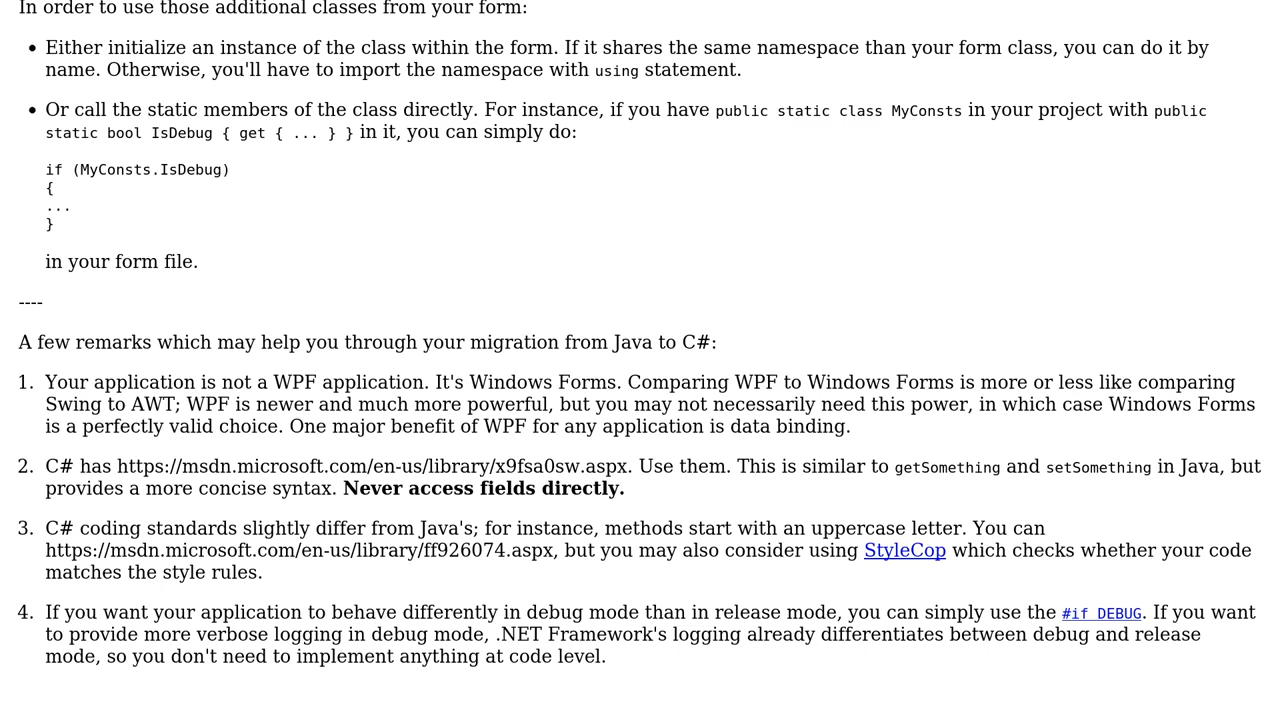 In order to use those additional classes from your form:
• Either initialize an instance of the class within the form. If it shares the same namespace than your form class, you can do it by
name. Otherwise, you'll have to import the namespace with using statement.
• Or call the static members of the class directly. For instance, if you have public static class MyConsts in your project with public
static bool IsDebug { get { ... } } in it, you can simply do:
if (MyConsts.IsDebug)
{
...
}
in your form file.
----
A few remarks which may help you through your migration from Java to C#:
1. Your application is not a WPF application. It's Windows Forms. Comparing WPF to Windows Forms is more or less like comparing
Swing to AWT; WPF is newer and much more powerful, but you may not necessarily need this power, in which case Windows Forms
is a perfectly valid choice. One major benefit of WPF for any application is data binding.
2. C# has https://msdn.microsoft.com/en-us/library/x9fsa0sw.aspx. Use them. This is similar to getSomething and setSomething in Java, but
provides a more concise syntax. Never access fields directly.
3. C# coding standards slightly differ from Java's; for instance, methods start with an uppercase letter. You can
https://msdn.microsoft.com/en-us/library/ff926074.aspx, but you may also consider using StyleCop which checks whether your code
matches the style rules.
4. If you want your application to behave differently in debug mode than in release mode, you can simply use the #if DEBUG. If you want
to provide more verbose logging in debug mode, .NET Framework's logging already differentiates between debug and release
mode, so you don't need to implement anything at code level.